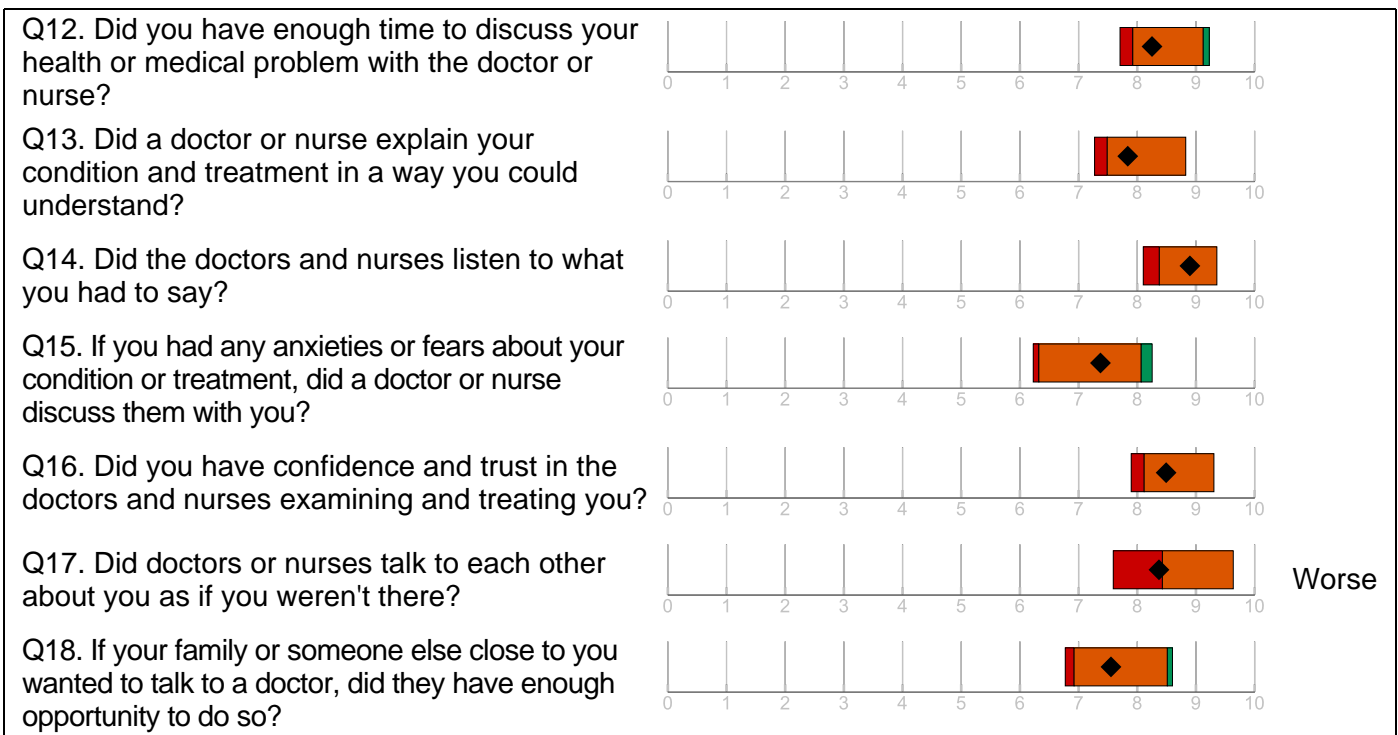 Q12. Did you have enough time to discuss your
health or medical problem with the doctor or
nurse?
0 1 2 3 4 5 6 7 8 9 10
Q13. Did a doctor or nurse explain your
condition and treatment in a way you could
understand?
0 1 2 3 4 5 6 7 8 9 10
Q14. Did the doctors and nurses listen to what
you had to say?
0 1 2 3 4 5 6 7 8 9 10
Q15. If you had any anxieties or fears about your
condition or treatment, did a doctor or nurse
discuss them with you?
0 1 2 3 4 5 6 7 8 9 10
Q16. Did you have confidence and trust in the
doctors and nurses examining and treating you?
0 1 2 3 4 5 6 7 8 9 10
Q17. Did doctors or nurses talk to each other
about you as if you weren't there?
Worse
0 1 2 3 4 5 6 7 8 9 10
Q18. If your family or someone else close to you
wanted to talk to a doctor, did they have enough
opportunity to do so?
0 1 2 3 4 5 6 7 8 9 10